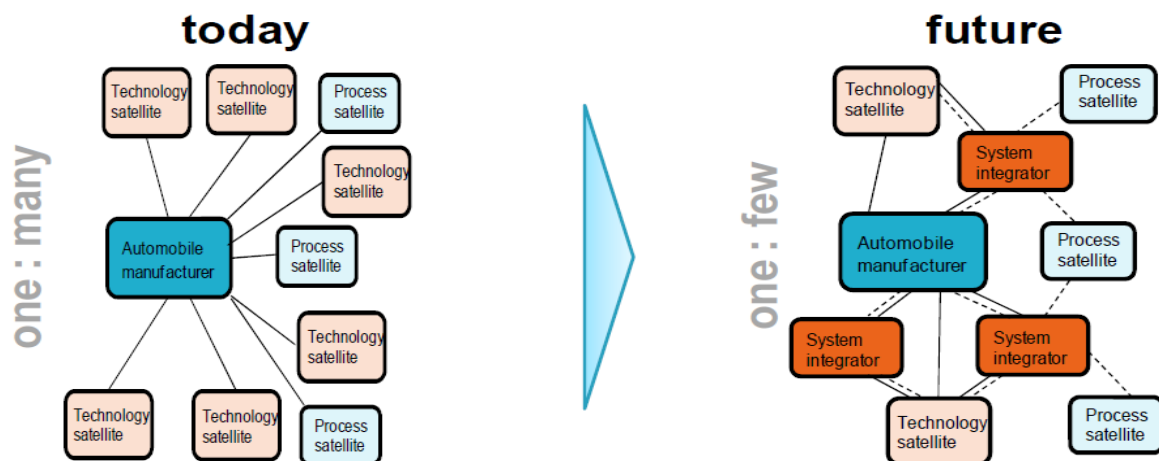 today
one : many
Technology
satellite
Technology
satellite
Process
satellite
Technology
satellite
Automobile
manufacturer
Process
satellite
Technology
satellite
Technology
satellite
Technology
satellite
Process
satellite
future
one : few
Technology
satellite
Process
satellite
System
integrator
Automobile
manufacturer
Process
satellite
System
integrator
System
integrator
Technology
satellite
Process
satellite